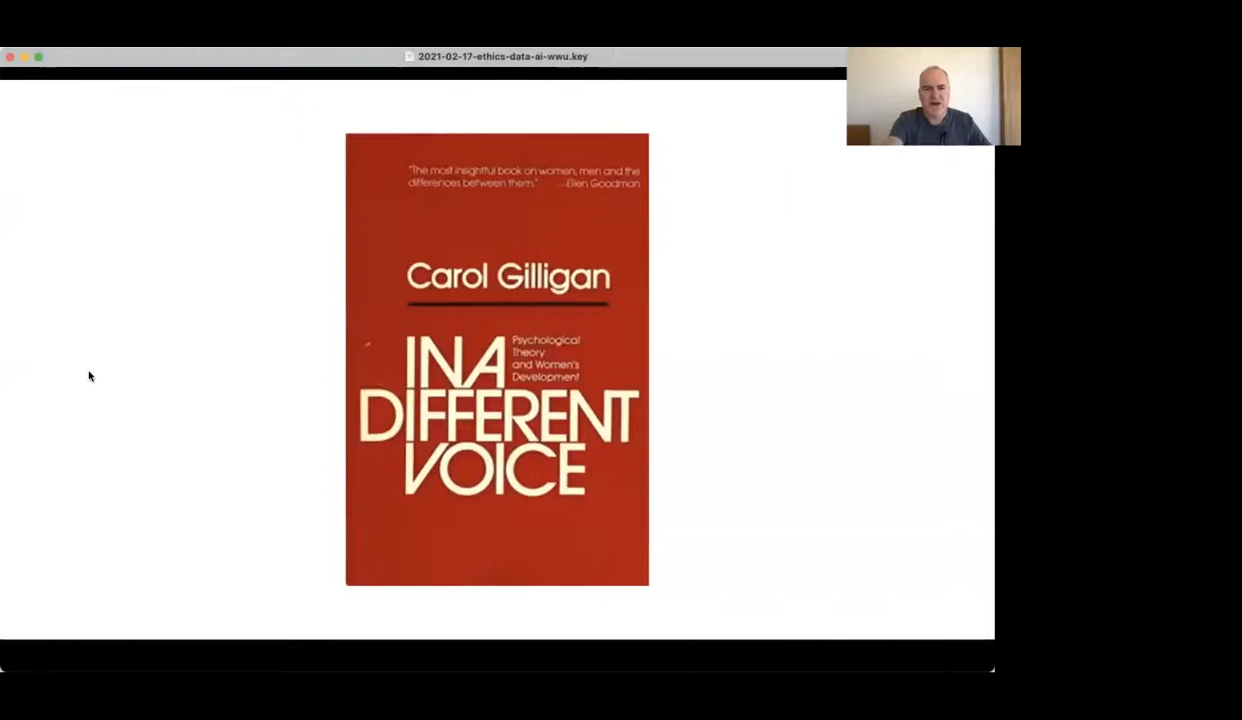 2021-02-17-ethics-data-ai-wwu.key
"The most insightful book on women, men and the
differences between them." —Ellen Goodman
Carol Gilligan
IN A
Psychological
Theory
and Women's
Development
DIFFERENT
VOICE